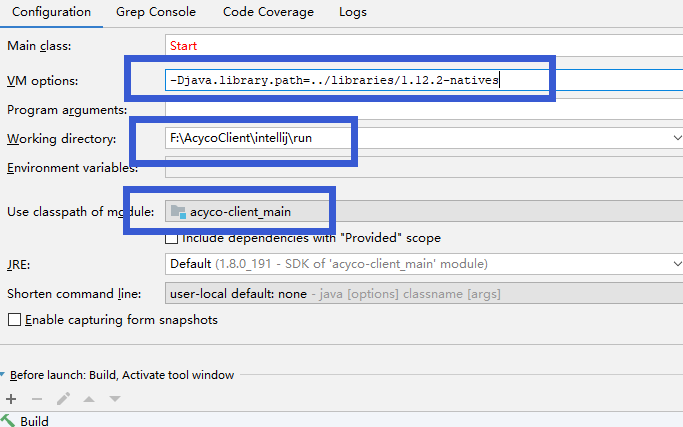 Configuration Grep Console Code Coverage Logs
Main class: Start
VM options: -Djava.library.path=../libraries/1.12.2-natives
Program arguments:
Working directory: F:\AcycoClient\intellij\run
Environment variables:
Use classpath of module: acyco-client_main
Include dependencies with "Provided" scope
JRE: Default (1.8.0_191 - SDK of 'acyco-client_main' module)
Shorten command line: user-local default: none - java [options] classname [args]
Enable capturing form snapshots
Before launch: Build, Activate tool window
Build